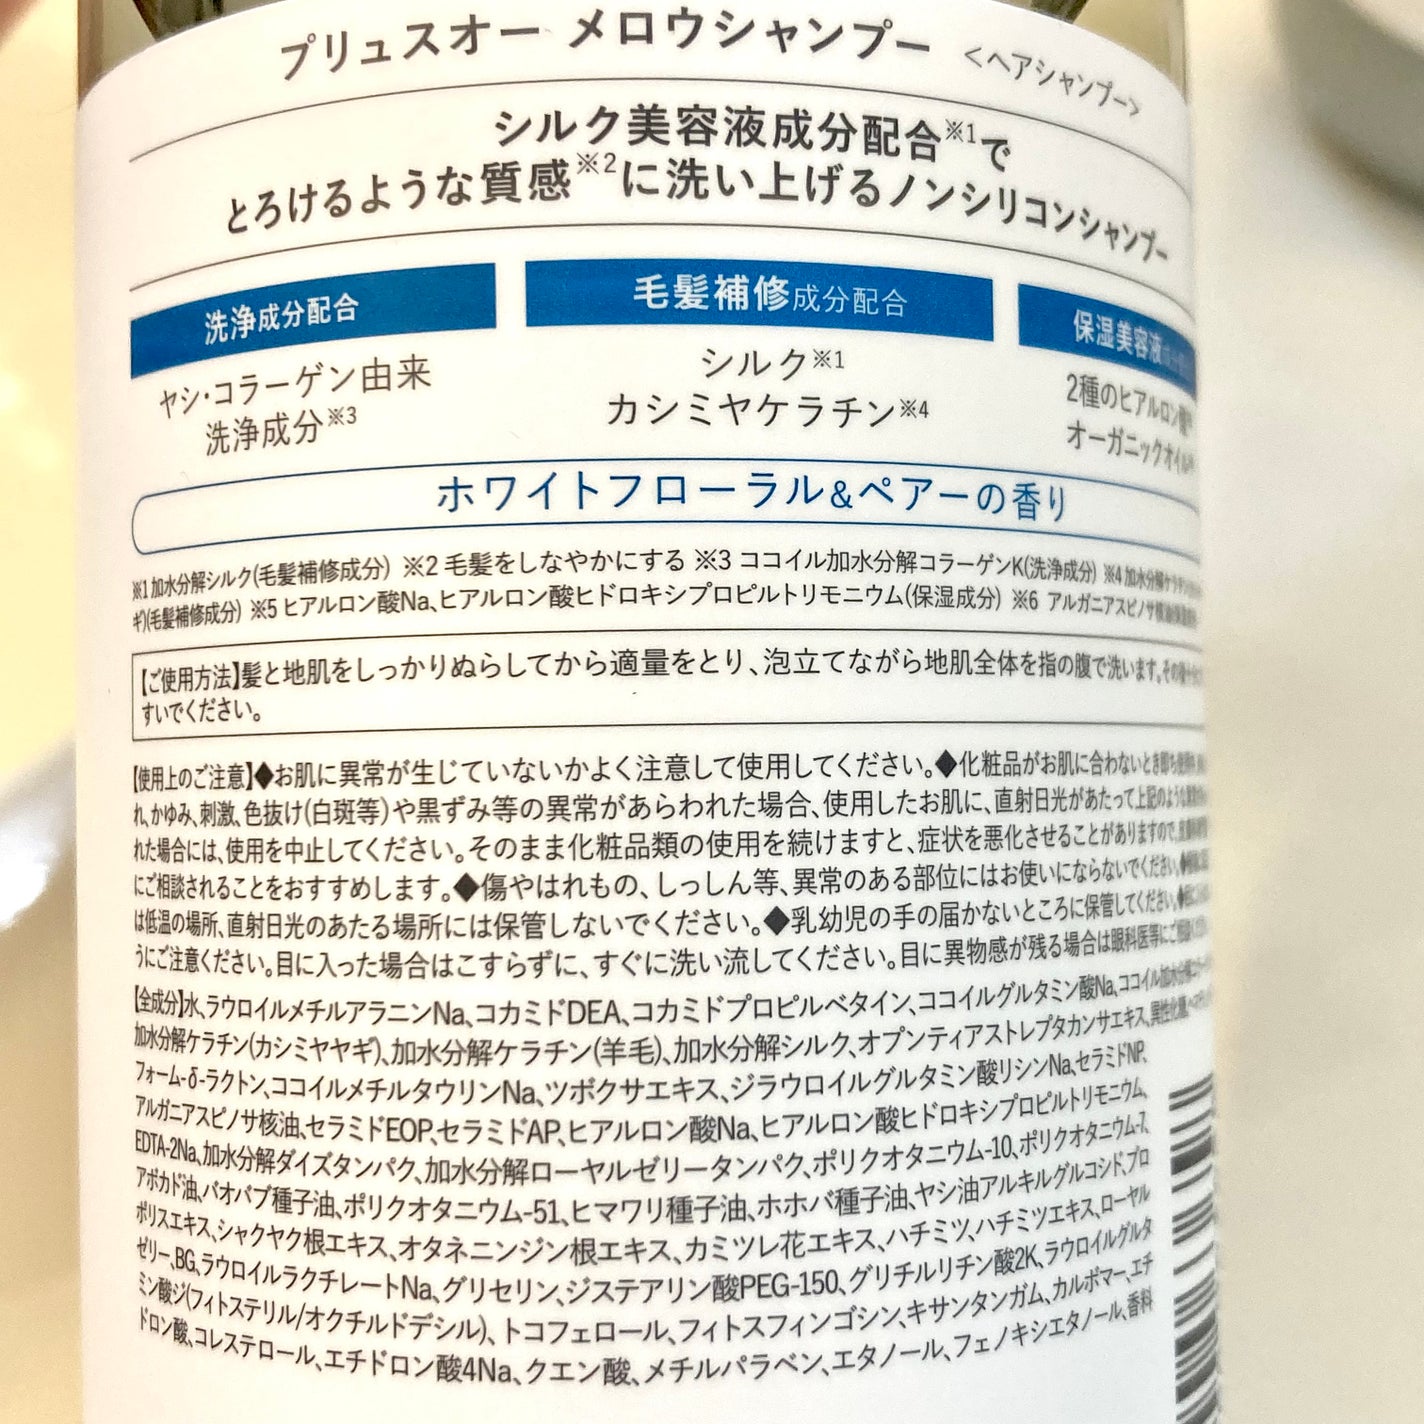 プリュスオー メロウシャンプー <ヘアシャンプー>
シルク美容液成分配合※1で
とろけるような質感※2に洗い上げるノンシリコンシャンプー
洗浄成分配合
ヤシ・コラーゲン由来
洗浄成分※3
毛髪補修成分配合
シルク※1
カシミヤケラチン※4
保湿美容液
2種のヒアルロン酸
オーガニックオイル
ホワイトフローラル&ペアーの香り
※1 加水分解シルク(毛髪補修成分) ※2 毛髪をしなやかにする ※3 ココイル加水分解コラーゲンK(洗浄成分) ※4 加水分解ケラチン
ギ)(毛髪補修成分) ※5 ヒアルロン酸Na、ヒアルロン酸ヒドロキシプロピルトリモニウム(保湿成分) ※6 アルガニアスピノサ核油
【ご使用方法】髪と地肌をしっかりぬらしてから適量をとり、泡立てながら地肌全体を指の腹で洗います。その後
すいでください。
【使用上のご注意】◆お肌に異常が生じていないかよく注意して使用してください。◆化粧品がお肌に合わないとき即ち
れ、かゆみ、刺激、色抜け(白斑等)や黒ずみ等の異常があらわれた場合、使用したお肌に、直射日光があたって上記のような
れた場合には、使用を中止してください。そのまま化粧品類の使用を続けますと、症状を悪化させることがありますので、
にご相談されることをおすすめします。◆傷やはれもの、しっしん等、異常のある部位にはお使いにならないでください。◆
は低温の場所、直射日光のあたる場所には保管しないでください。◆乳幼児の手の届かないところに保管してください。◆
うにご注意ください。目に入った場合はこすらずに、すぐに洗い流してください。目に異物感が残る場合は眼科医等にご相談
【全成分】水、ラウロイルメチルアラニンNa、コカミドDEA、コカミドプロピルベタイン、ココイルグルタミン酸Na、ココイル加水分解
加水分解ケラチン(カシミヤヤギ)、加水分解ケラチン(羊毛)、加水分解シルク、オプンティアストレプタカンサエキス、異性化糖、
フォーム-δ-ラクトン、ココイルメチルタウリンNa、ツボクサエキス、ジラウロイルグルタミン酸リシンNa、セラミドNP、
アルガニアスピノサ核油、セラミドEOP、セラミドAP、ヒアルロン酸Na、ヒアルロン酸ヒドロキシプロピルトリモニウム、
EDTA-2Na、加水分解ダイズタンパク、加水分解ローヤルゼリータンパク、ポリクオタニウム-10、ポリクオタニウム-7、
アボカド油、バオバブ種子油、ポリクオタニウム-51、ヒマワリ種子油、ホホバ種子油、ヤシ油アルキルグルコシド、プロ
ポリスエキス、シャクヤク根エキス、オタネニンジン根エキス、カミツレ花エキス、ハチミツ、ハチミツエキス、ローヤル
ゼリー、BG、ラウロイルラクチレートNa、グリセリン、ジステアリン酸PEG-150、グリチルリチン酸2K、ラウロイルグルタ
ミン酸ジ(フィトステリル/オクチルドデシル)、トコフェロール、フィトスフィンゴシン、キサンタンガム、カルボマー、エチ
ドロン酸、コレステロール、エチドロン酸4Na、クエン酸、メチルパラベン、エタノール、フェノキシエタノール、香料